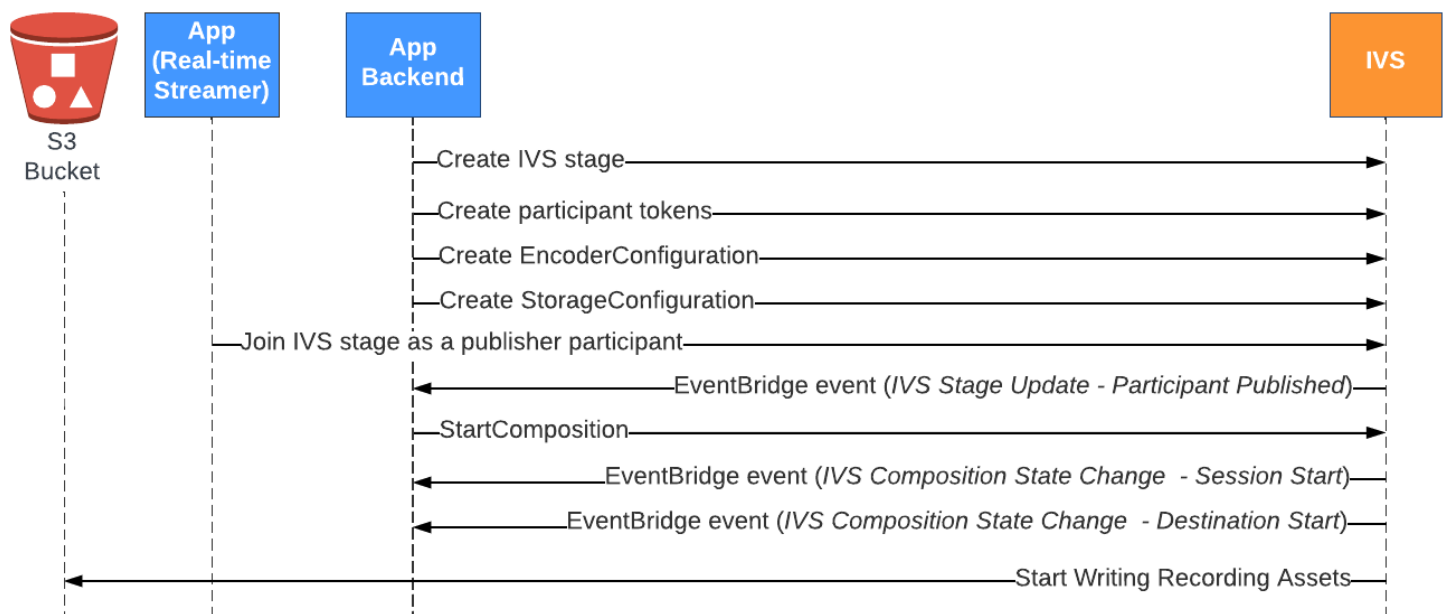 App
(Real-time
Streamer)
App
Backend
IVS
S3
Bucket
Create IVS stage
Create participant tokens
Create EncoderConfiguration
Create StorageConfiguration
Join IVS stage as a publisher participant
EventBridge event (IVS Stage Update - Participant Published)
StartComposition
EventBridge event (IVS Composition State Change  - Session Start)
EventBridge event (IVS Composition State Change  - Destination Start)
Start Writing Recording Assets